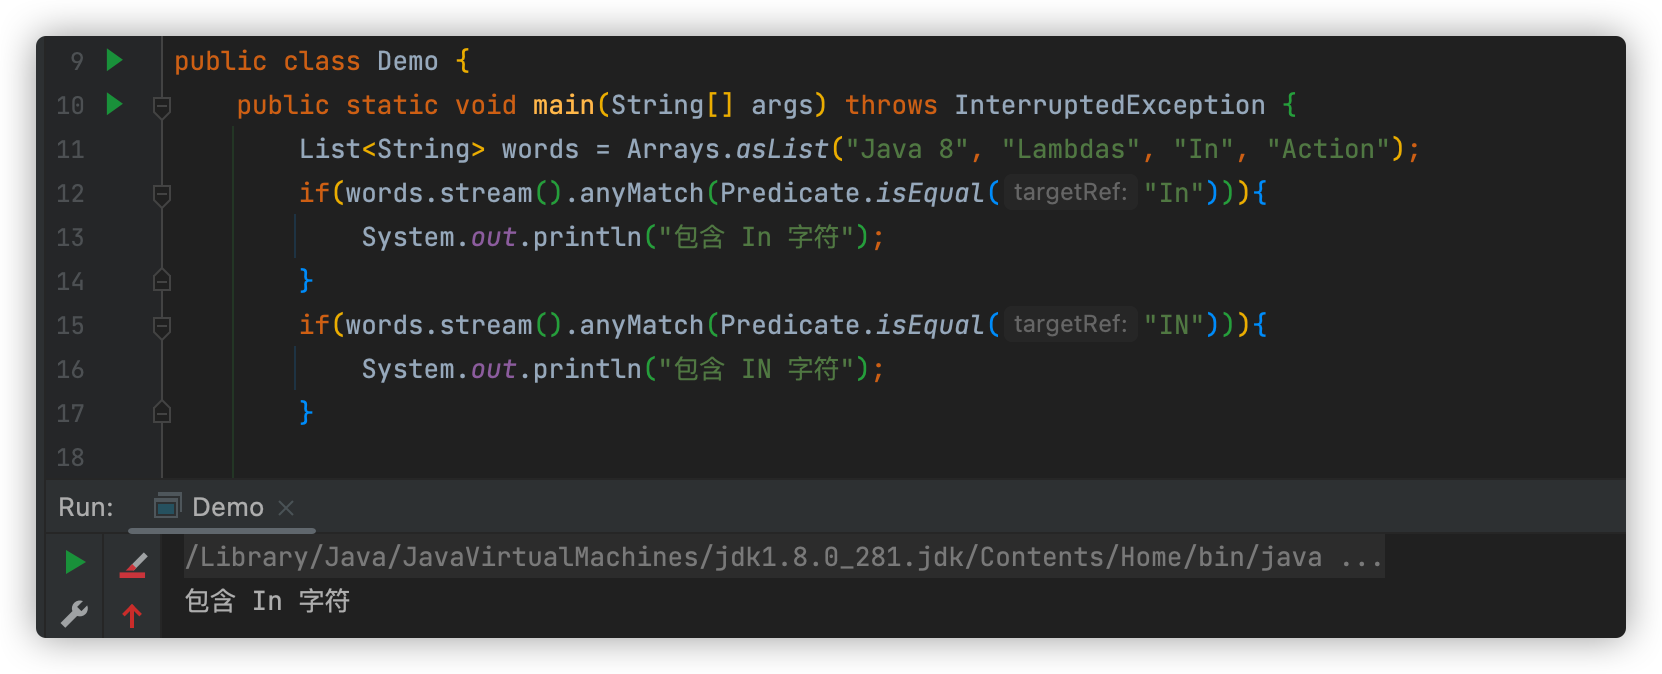 9 public class Demo {
10 public static void main(String[] args) throws InterruptedException {
11 List<String> words = Arrays.asList("Java 8", "Lambdas", "In", "Action");
12 if(words.stream().anyMatch(Predicate.isEqual( targetRef: "In"))){
13 System.out.println("包含 In 字符");
14 }
15 if(words.stream().anyMatch(Predicate.isEqual( targetRef: "IN"))){
16 System.out.println("包含 IN 字符");
17 }
18
Run: Demo
/Library/Java/JavaVirtualMachines/jdk1.8.0_281.jdk/Contents/Home/bin/java ...
包含 In 字符